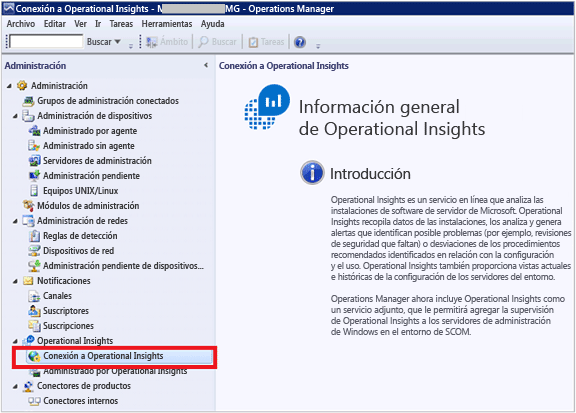 Conexión a Operational Insights - M MG - Operations Manager
Archivo Editar Ver Ir Tareas Herramientas Ayuda
Buscar Ámbito Buscar Tareas
Administración
Administración
Grupos de administración conectados
Administración de dispositivos
Administrado por agente
Administrado sin agente
Servidores de administración
Administración pendiente
Equipos UNIX/Linux
Módulos de administración
Administración de redes
Reglas de detección
Dispositivos de red
Administración pendiente de dispositivos...
Notificaciones
Canales
Suscriptores
Suscripciones
Operational Insights
Conexión a Operational Insights
Administrado por Operational Insights
Conectores de productos
Conectores internos
Conexión a Operational Insights
Información general
de Operational Insights
Introducción
Operational Insights es un servicio en línea que analiza las
instalaciones de software de servidor de Microsoft. Operational
Insights recopila datos de las instalaciones, los analiza y genera
alertas que identifican posible problemas (por ejemplo, revisiones
de seguridad que faltan) o desviaciones de los procedimientos
recomendados identificados en relación con la configuración
y el uso. Operational Insights también proporciona vistas actuales
e históricas de la configuración de los servidores del entorno.
Operations Manager ahora incluye Operational Insights como
un servicio adjunto, que le permitirá agregar la supervisión
de Operational Insights a los servidores de administración
de Windows en el entorno de SCOM.